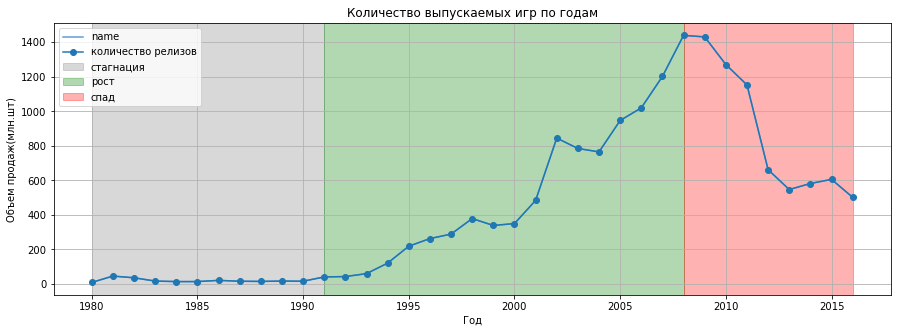 Количество выпускаемых игр по годам
name
количество релизов
стагнация
рост
спад
Объем продаж(млн.шт)
1400
1200
1000
800
600
400
200
0
1980
1985
1990
1995
2000
2005
2010
2015
Год